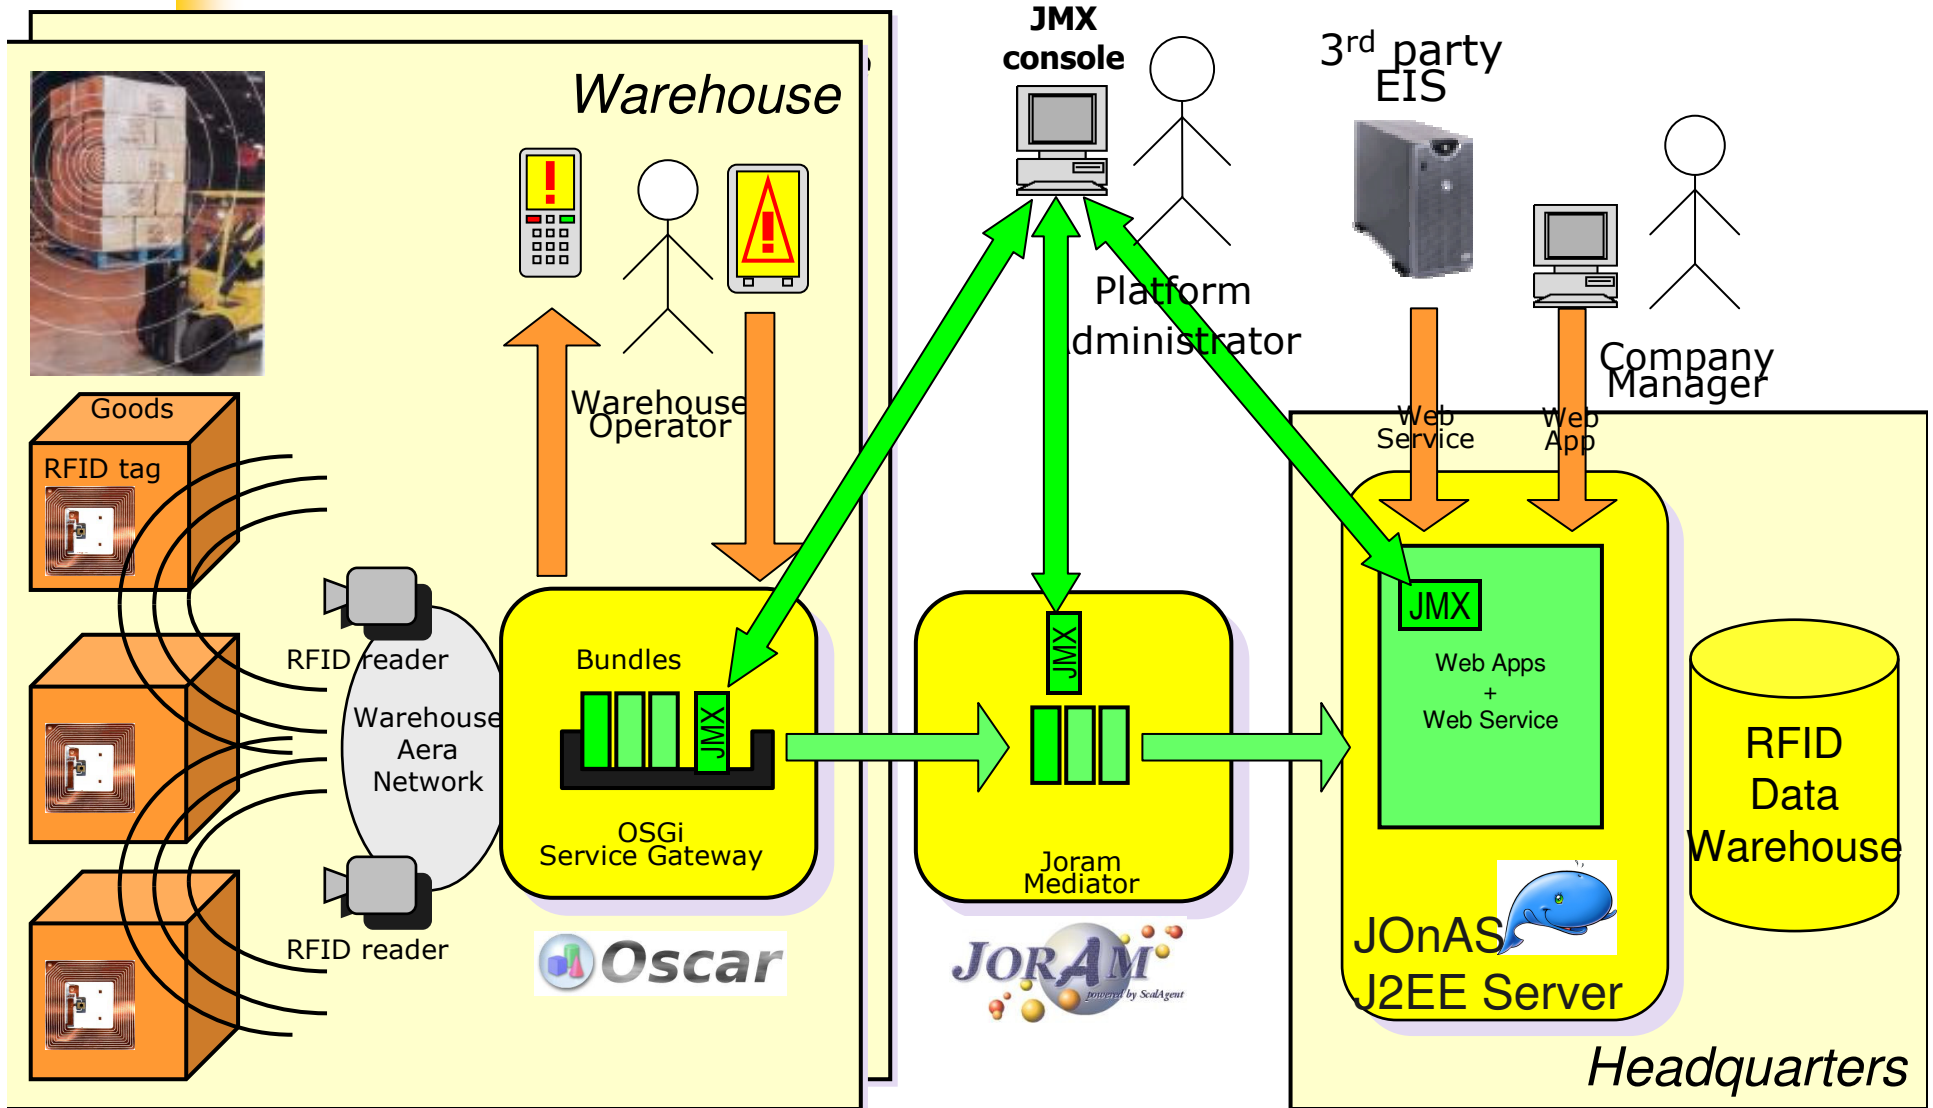 JMX
console
3rd party
EIS
Warehouse
Platform
dministrator
Company
Manager
Warehouse
Operator
Goods
RFID tag
Web
Service
Web
App
JMX
RFID reader
Bundles
JMX
Web Apps
+
Web Service
Warehouse
Aera
Network
JMX
RFID
Data
Warehouse
OSGi
Service Gateway
Joram
Mediator
RFID reader
Oscar
JORAM
powered by ScalAgent
JOnAS
J2EE Server
Headquarters